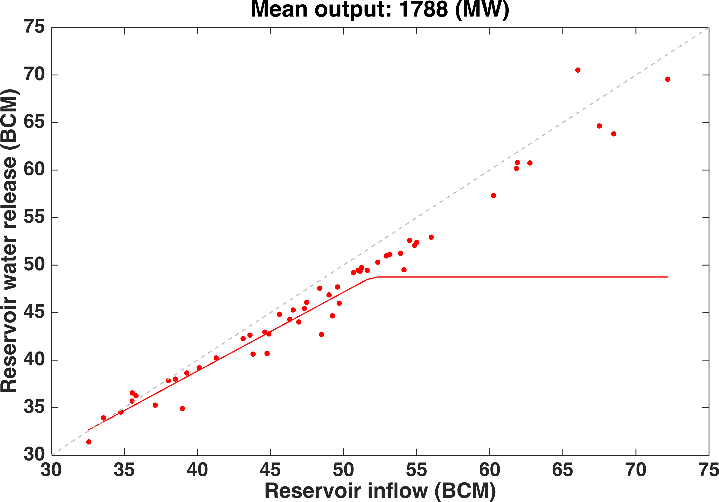 Mean output: 1788 (MW)
75
70
65
60
55
50
45
40
35
30
Reservoir water release (BCM)
30 35 40 45 50 55 60 65 70 75
Reservoir inflow (BCM)